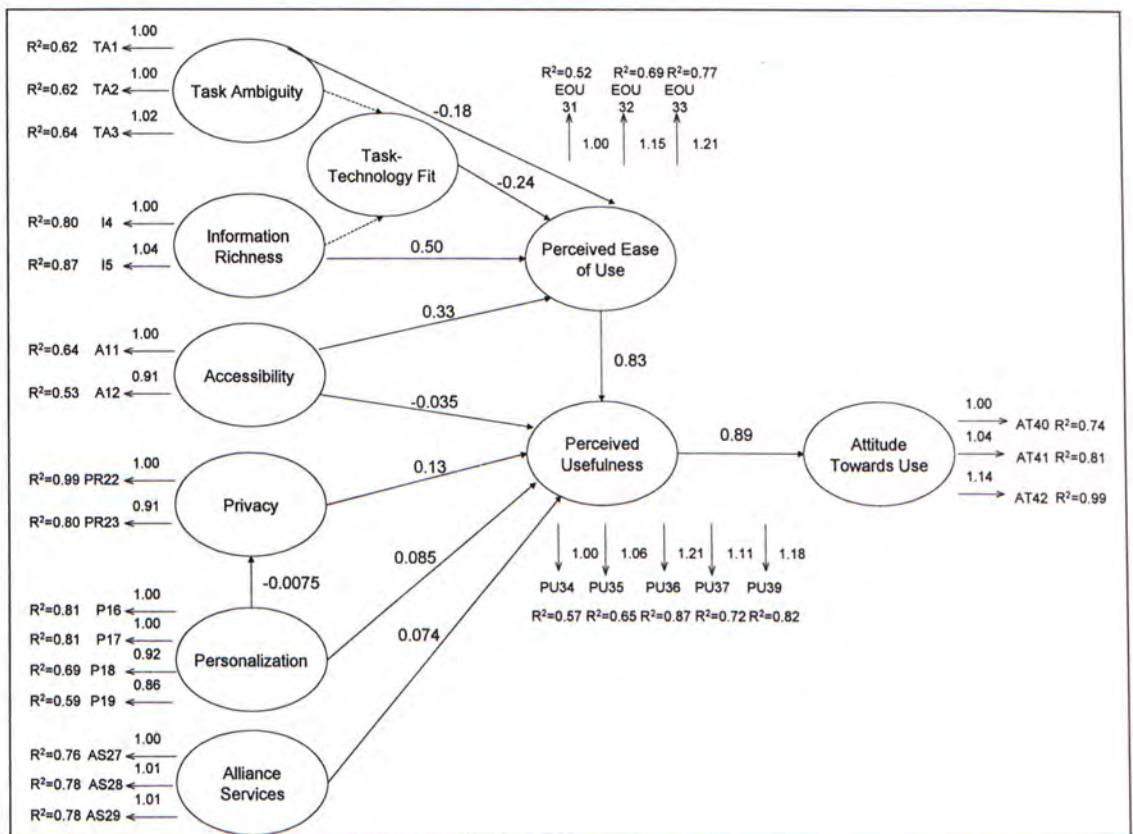 1.00
R²=0.62 TA1
1.00
R²=0.62 TA2
1.02
R²=0.64 TA3
Task Ambiguity
-0.18
R²=0.52 R²=0.69 R²=0.77
EOU EOU EOU
31 32 33
1.00 1.15 1.21
Task-
Technology Fit
-0.24
1.00
R²=0.80 I4
1.04
R²=0.87 I5
Information
Richness
0.50
Perceived Ease
of Use
0.33
0.83
1.00
R²=0.64 A11
0.91
R²=0.53 A12
Accessibility
-0.035
Perceived
Usefulness
0.89
Attitude
Towards Use
1.00
AT40 R²=0.74
1.04
AT41 R²=0.81
1.14
AT42 R²=0.99
0.13
1.00
R²=0.99 PR22
0.91
R²=0.80 PR23
Privacy
0.085
-0.0075
1.00 1.06 1.21 1.11 1.18
PU34 PU35 PU36 PU37 PU39
R²=0.57 R²=0.65 R²=0.87 R²=0.72 R²=0.82
1.00
R²=0.81 P16
1.00
R²=0.81 P17
0.92
R²=0.69 P18
0.86
R²=0.59 P19
Personalization
0.074
1.00
R²=0.76 AS27
1.01
R²=0.78 AS28
1.01
R²=0.78 AS29
Alliance
Services